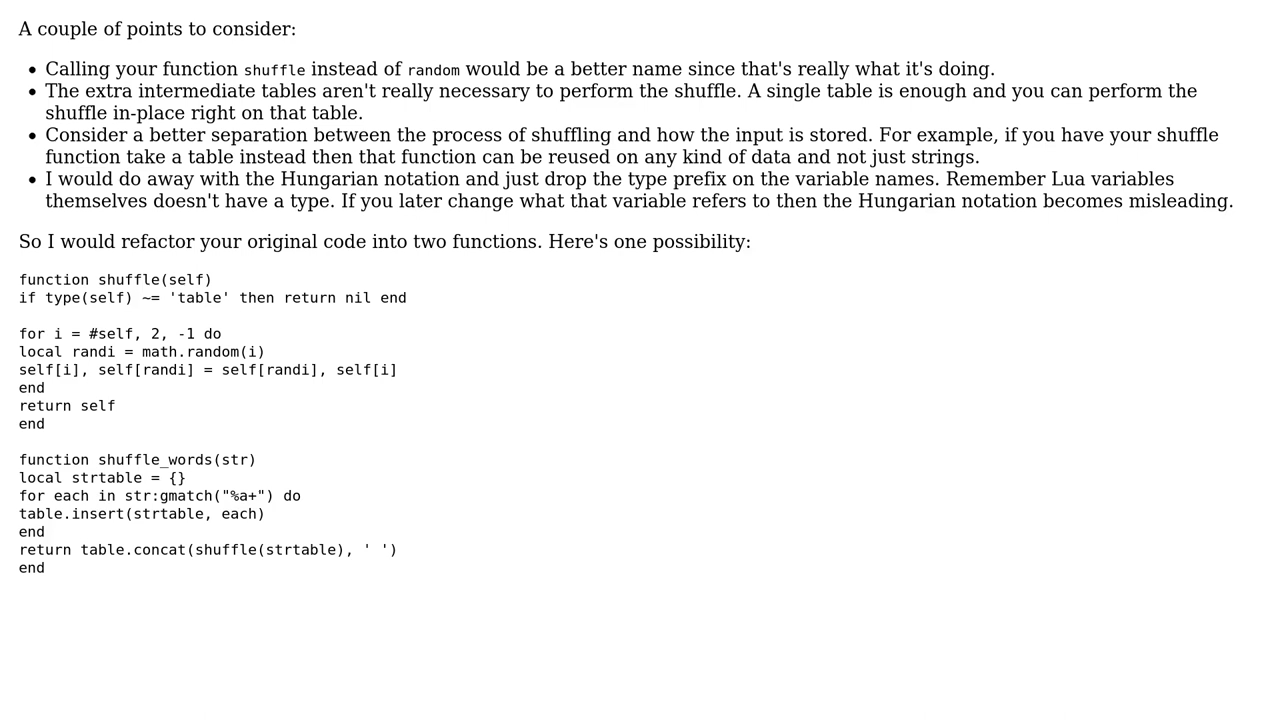 A couple of points to consider:
• Calling your function shuffle instead of random would be a better name since that's really what it's doing.
• The extra intermediate tables aren't really necessary to perform the shuffle. A single table is enough and you can perform the
shuffle in-place right on that table.
• Consider a better separation between the process of shuffling and how the input is stored. For example, if you have your shuffle
function take a table instead then that function can be reused on any kind of data and not just strings.
• I would do away with the Hungarian notation and just drop the type prefix on the variable names. Remember Lua variables
themselves doesn't have a type. If you later change what that variable refers to then the Hungarian notation becomes misleading.
So I would refactor your original code into two functions. Here's one possibility:
function shuffle(self)
if type(self) ~= 'table' then return nil end
for i = #self, 2, -1 do
local randi = math.random(i)
self[i], self[randi] = self[randi], self[i]
end
return self
end
function shuffle_words(str)
local strtable = {}
for each in str:gmatch("%a+") do
table.insert(strtable, each)
end
return table.concat(shuffle(strtable), ' ')
end